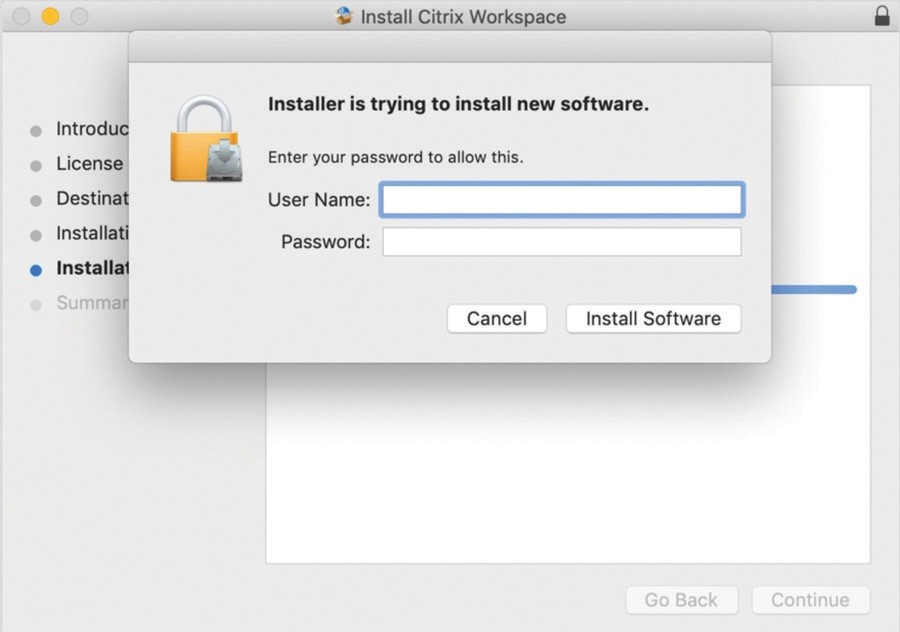 Install Citrix Workspace
Installer is trying to install new software.
Enter your password to allow this.
User Name:
Password:
Cancel
Install Software
Introduc
License
Destinat
Installati
Installat
Summar
Go Back
Continue